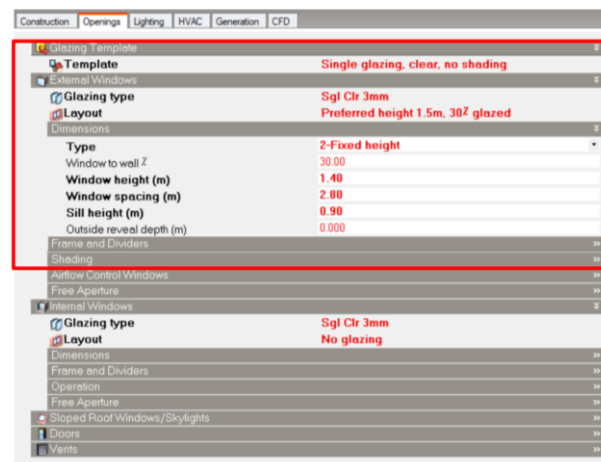 Construction Openings Lighting HVAC Generation CFD
Glazing Template
Template Single glazing, clear, no shading
External Windows
Glazing type Sgl Clr 3mm
Layout Preferred height 1.5m, 30% glazed
Dimensions
Type 2-Fixed height
Window to wall % 30.00
Window height (m) 1.40
Window spacing (m) 2.80
Sill height (m) 0.90
Outside reveal depth (m) 0.000
Frame and Dividers
Shading
Airflow Control Windows
Free Aperture
Internal Windows
Glazing type Sgl Clr 3mm
Layout No glazing
Dimensions
Frame and Dividers
Operation
Free Aperture
Sloped Roof Windows/Skylights
Doors
Vents